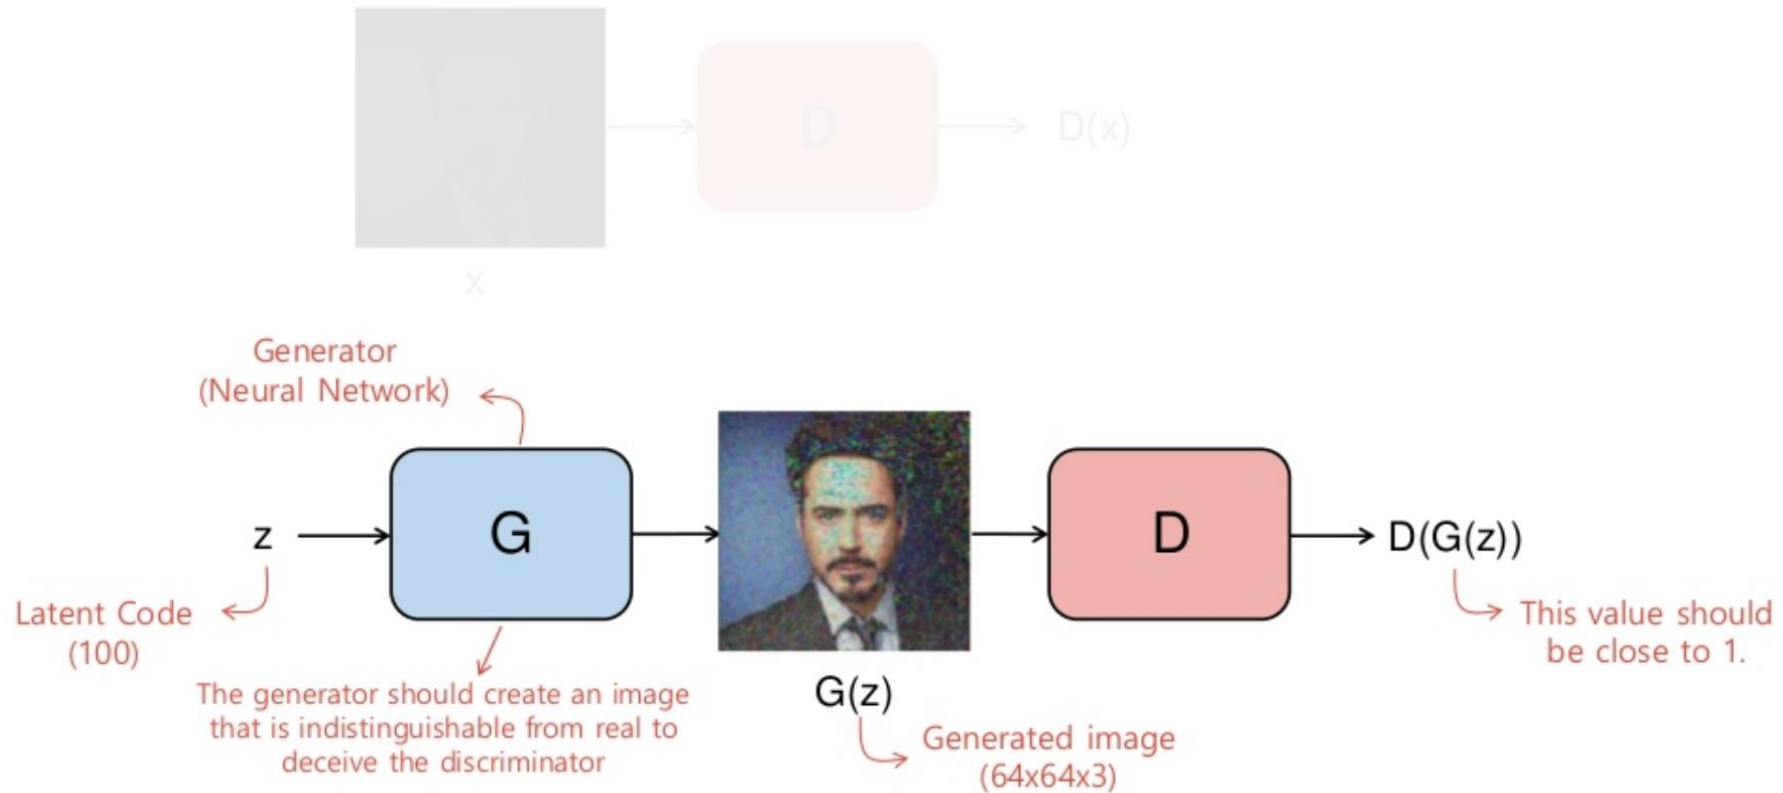 D
D(x)
x
Generator
(Neural Network)
z
G
D
D(G(z))
Latent Code
(100)
This value should
be close to 1.
The generator should create an image
that is indistinguishable from real to
deceive the discriminator
G(z)
Generated image
(64x64x3)